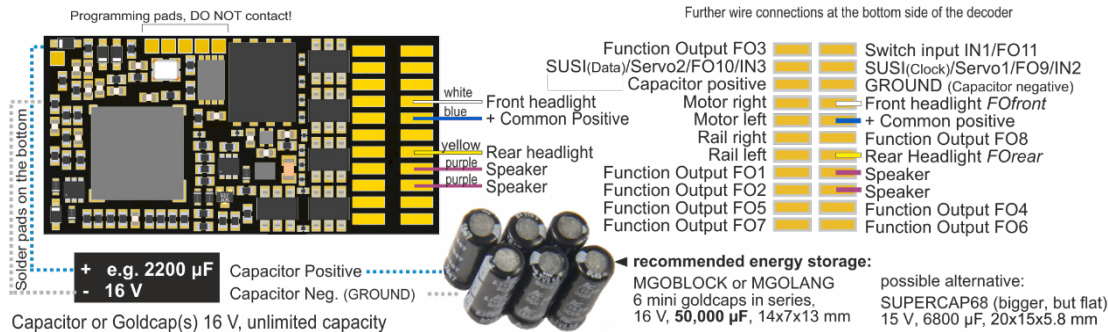 Programming pads, DO NOT contact!
Solder pads on the bottom
white
Front headlight
blue
+ Common Positive
yellow
Rear headlight
purple
Speaker
purple
Speaker
Further wire connections at the bottom side of the decoder
Function Output FO3
Switch input IN1/FO11
SUSI(Data)/Servo2/FO10/IN3
SUSI(Clock)/Servo1/FO9/IN2
Capacitor positive
GROUND (Capacitor negative)
Motor right
Front headlight FOfront
Motor left
+ Common positive
Rail right
Function Output FO8
Rail left
Rear Headlight FOrear
Function Output FO1
Speaker
Function Output FO2
Speaker
Function Output FO5
Function Output FO4
Function Output FO7
Function Output FO6
+ e.g. 2200 µF
- 16 V
Capacitor Positive
Capacitor Neg. (GROUND)
Capacitor or Goldcap(s) 16 V, unlimited capacity
recommended energy storage:
MGOBLOCK or MGOLANG
6 mini goldcaps in series,
16 V, 50,000 µF, 14x7x13 mm
possible alternative:
SUPERCAP68 (bigger, but flat)
15 V, 6800 µF, 20x15x5.8 mm